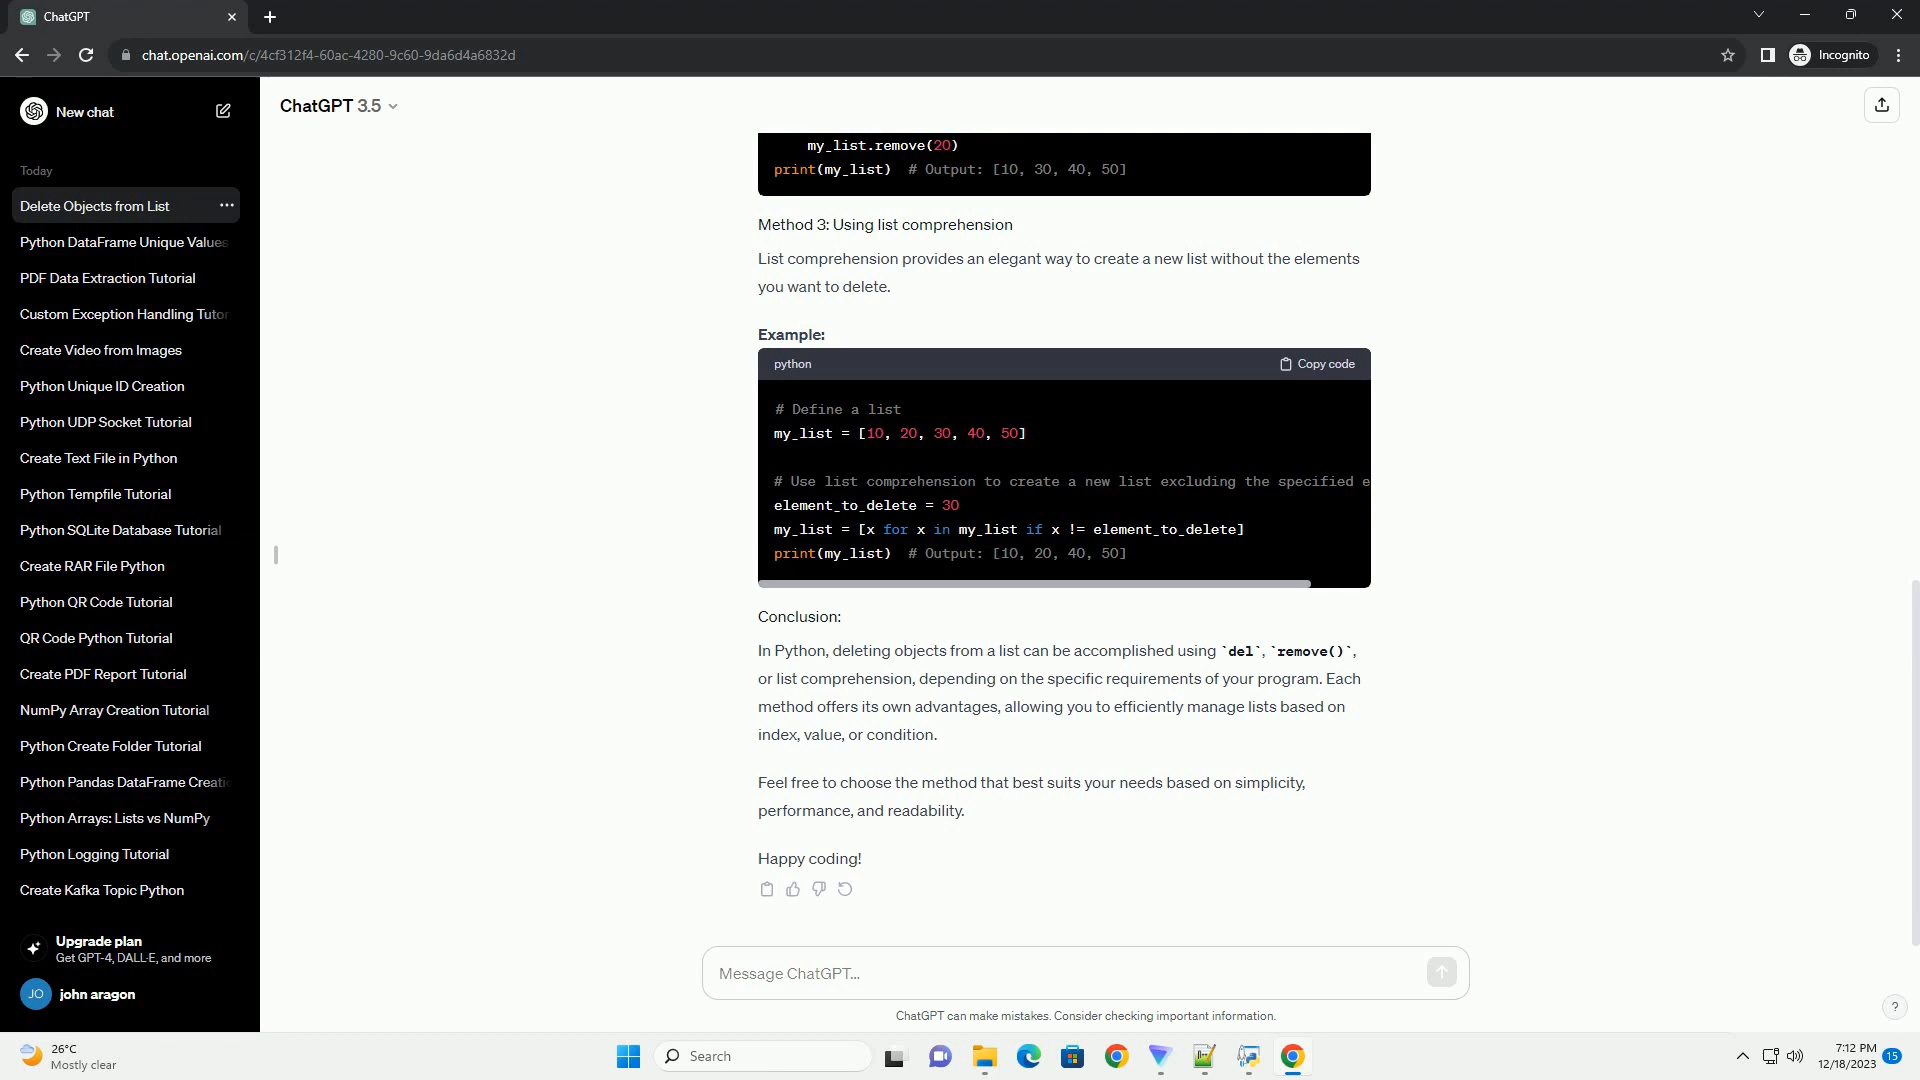 ChatGPT
chat.openai.com/c/4cf312f4-60ac-4280-9c60-9da6d4a6832d
Incognito
New chat
Today
Delete Objects from List
Python DataFrame Unique Values
PDF Data Extraction Tutorial
Custom Exception Handling Tutor
Create Video from Images
Python Unique ID Creation
Python UDP Socket Tutorial
Create Text File in Python
Python Tempfile Tutorial
Python SQLite Database Tutorial
Create RAR File Python
Python QR Code Tutorial
QR Code Python Tutorial
Create PDF Report Tutorial
NumPy Array Creation Tutorial
Python Create Folder Tutorial
Python Pandas DataFrame Creati
Python Arrays: Lists vs NumPy
Python Logging Tutorial
Create Kafka Topic Python
Upgrade plan
Get GPT-4, DALL·E, and more
JO john aragon
ChatGPT 3.5
my_list.remove(20)
print(my_list)  # Output: [10, 30, 40, 50]
Method 3: Using list comprehension
List comprehension provides an elegant way to create a new list without the elements
you want to delete.
Example:
python Copy code
# Define a list
my_list = [10, 20, 30, 40, 50]
# Use list comprehension to create a new list excluding the specified e
element_to_delete = 30
my_list = [x for x in my_list if x != element_to_delete]
print(my_list)  # Output: [10, 20, 40, 50]
Conclusion:
In Python, deleting objects from a list can be accomplished using `del`, `remove()`,
or list comprehension, depending on the specific requirements of your program. Each
method offers its own advantages, allowing you to efficiently manage lists based on
index, value, or condition.
Feel free to choose the method that best suits your needs based on simplicity,
performance, and readability.
Happy coding!
Message ChatGPT...
ChatGPT can make mistakes. Consider checking important information.
?
26°C
Mostly clear
Search
7:12 PM
12/18/2023
15